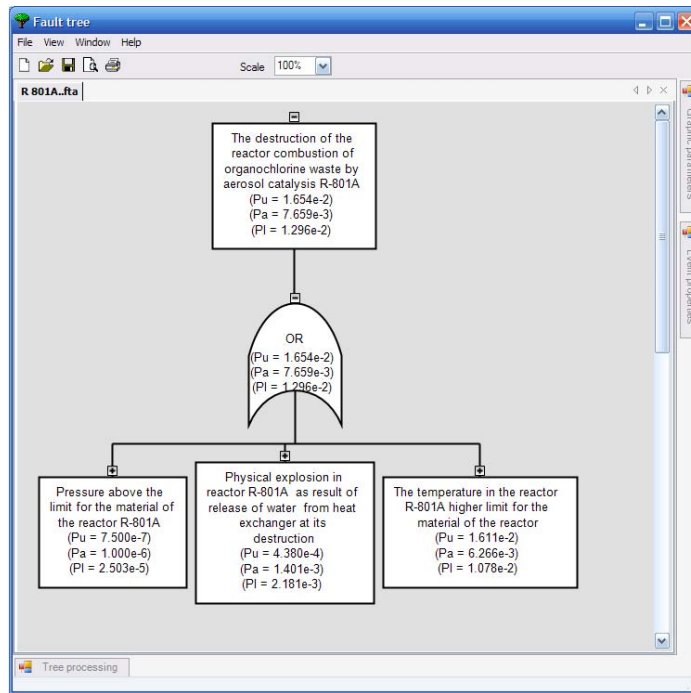 Fault tree
File View Window Help
Scale 100%
R 801A..fta
The destruction of the
reactor combustion of
organochlorine waste by
aerosol catalysis R-801A
(Pu = 1.654e-2)
(Pa = 7.659e-3)
(Pl = 1.296e-2)
OR
(Pu = 1.654e-2)
(Pa = 7.659e-3)
(Pl = 1.296e-2)
Pressure above the
limit for the material of
the reactor R-801A
(Pu = 7.500e-7)
(Pa = 1.000e-6)
(Pl = 2.503e-5)
Physical explosion in
reactor R-801A as result of
release of water from heat
exchanger at its
destruction
(Pu = 4.380e-4)
(Pa = 1.401e-3)
(Pl = 2.181e-3)
The temperature in the reactor
R-801A higher limit for the
material of the reactor
(Pu = 1.611e-2)
(Pa = 6.266e-3)
(Pl = 1.078e-2)
Graphic parameters
Event properties
Tree processing